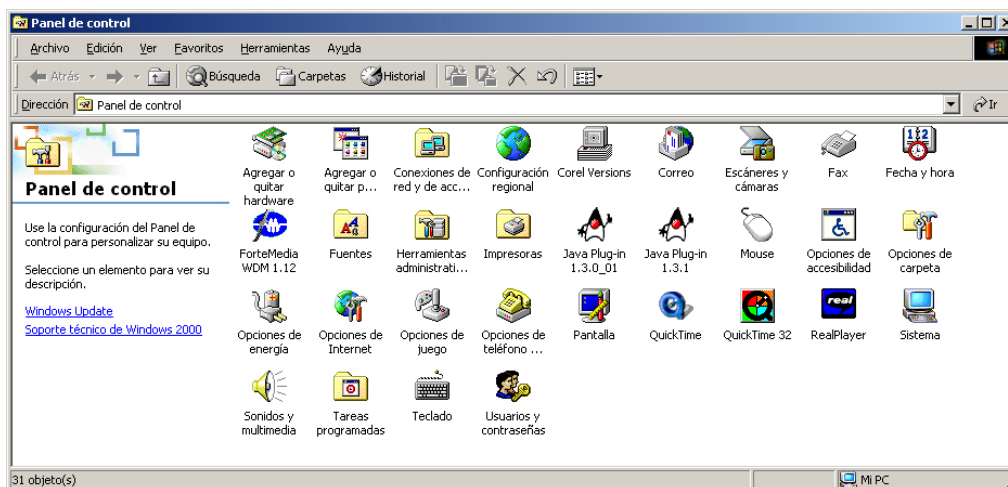 Panel de control
Archivo Edición Ver Favoritos Herramientas Ayuda
Atrás Búsqueda Carpetas Historial
Dirección Panel de control Ir
Panel de control
Use la configuración del Panel de
control para personalizar su equipo.
Seleccione un elemento para ver su
descripción.
Windows Update
Soporte técnico de Windows 2000
Agregar o
quitar
hardware
Agregar o
quitar p...
Conexiones de
red y de acc...
Configuración
regional
Corel Versions
Correo
Escáneres y
cámaras
Fax
Fecha y hora
ForteMedia
WDM 1.12
Fuentes
Herramientas
administrati...
Impresoras
Java Plug-in
1.3.0_01
Java Plug-in
1.3.1
Mouse
Opciones de
accesibilidad
Opciones de
carpeta
Opciones de
energía
Opciones de
Internet
Opciones de
juego
Opciones de
teléfono ...
Pantalla
QuickTime
QuickTime 32
real
RealPlayer
Sistema
Sonidos y
multimedia
Tareas
programadas
Teclado
Usuarios y
contraseñas
31 objeto(s) Mi PC